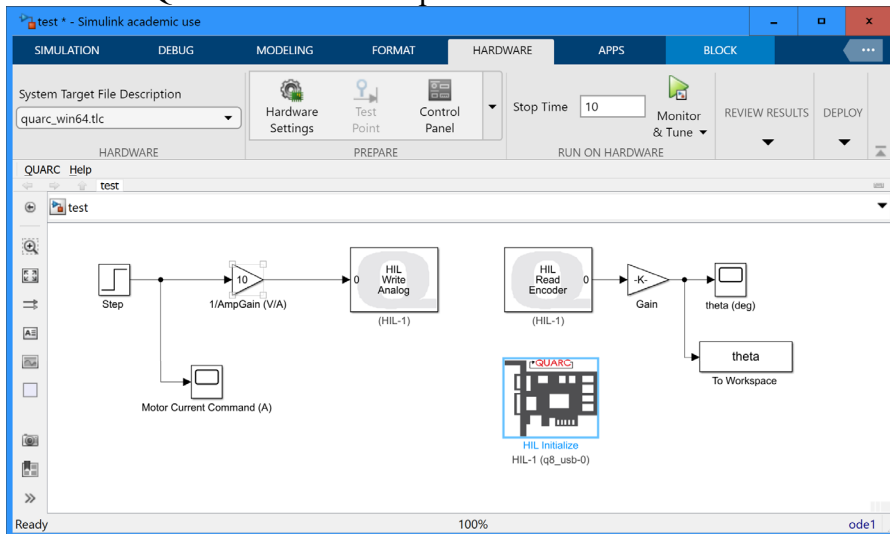 test * - Simulink academic use
SIMULATION DEBUG MODELING FORMAT HARDWARE APPS BLOCK
System Target File Description
quarc_win64.tlc
Hardware Settings
Test Point
Control Panel
Stop Time 10
Monitor & Tune
REVIEW RESULTS
DEPLOY
HARDWARE PREPARE RUN ON HARDWARE
QUARC Help
test
test
Step
10
1/AmpGain (V/A)
0
HIL
Write
Analog
(HIL-1)
HIL
Read
Encoder
0
(HIL-1)
-K-
Gain
theta (deg)
theta
To Workspace
Motor Current Command (A)
QUARC
HIL Initialize
HIL-1 (q8_usb-0)
Ready 100% ode1